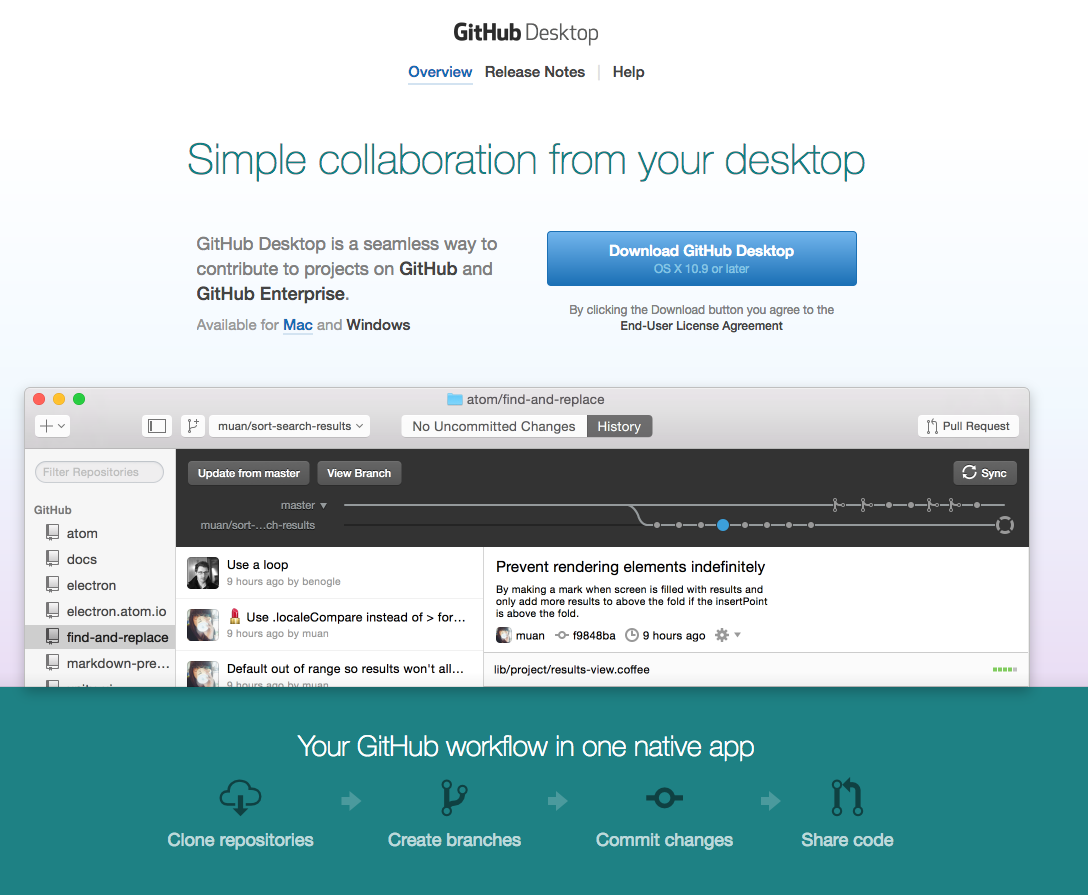 GitHub Desktop
Overview Release Notes Help
Simple collaboration from your desktop
GitHub Desktop is a seamless way to
contribute to projects on GitHub and
GitHub Enterprise.
Available for Mac and Windows
Download GitHub Desktop
OS X 10.9 or later
By clicking the Download button you agree to the
End-User License Agreement
atom/find-and-replace
muan/sort-search-results No Uncommitted Changes History Pull Request
Filter Repositories
GitHub
atom
docs
electron
electron.atom.io
find-and-replace
markdown-pre...
Update from master View Branch Sync
master
muan/sort-...ch-results
Use a loop
9 hours ago by benogle
💄 Use .localeCompare instead of > for...
9 hours ago by muan
Default out of range so results won't all...
9 hours ago by muan
Prevent rendering elements indefinitely
By making a mark when screen is filled with results and
only add more results to above the fold if the insertPoint
is above the fold.
muan f9848ba 9 hours ago
lib/project/results-view.coffee
Your GitHub workflow in one native app
Clone repositories Create branches Commit changes Share code